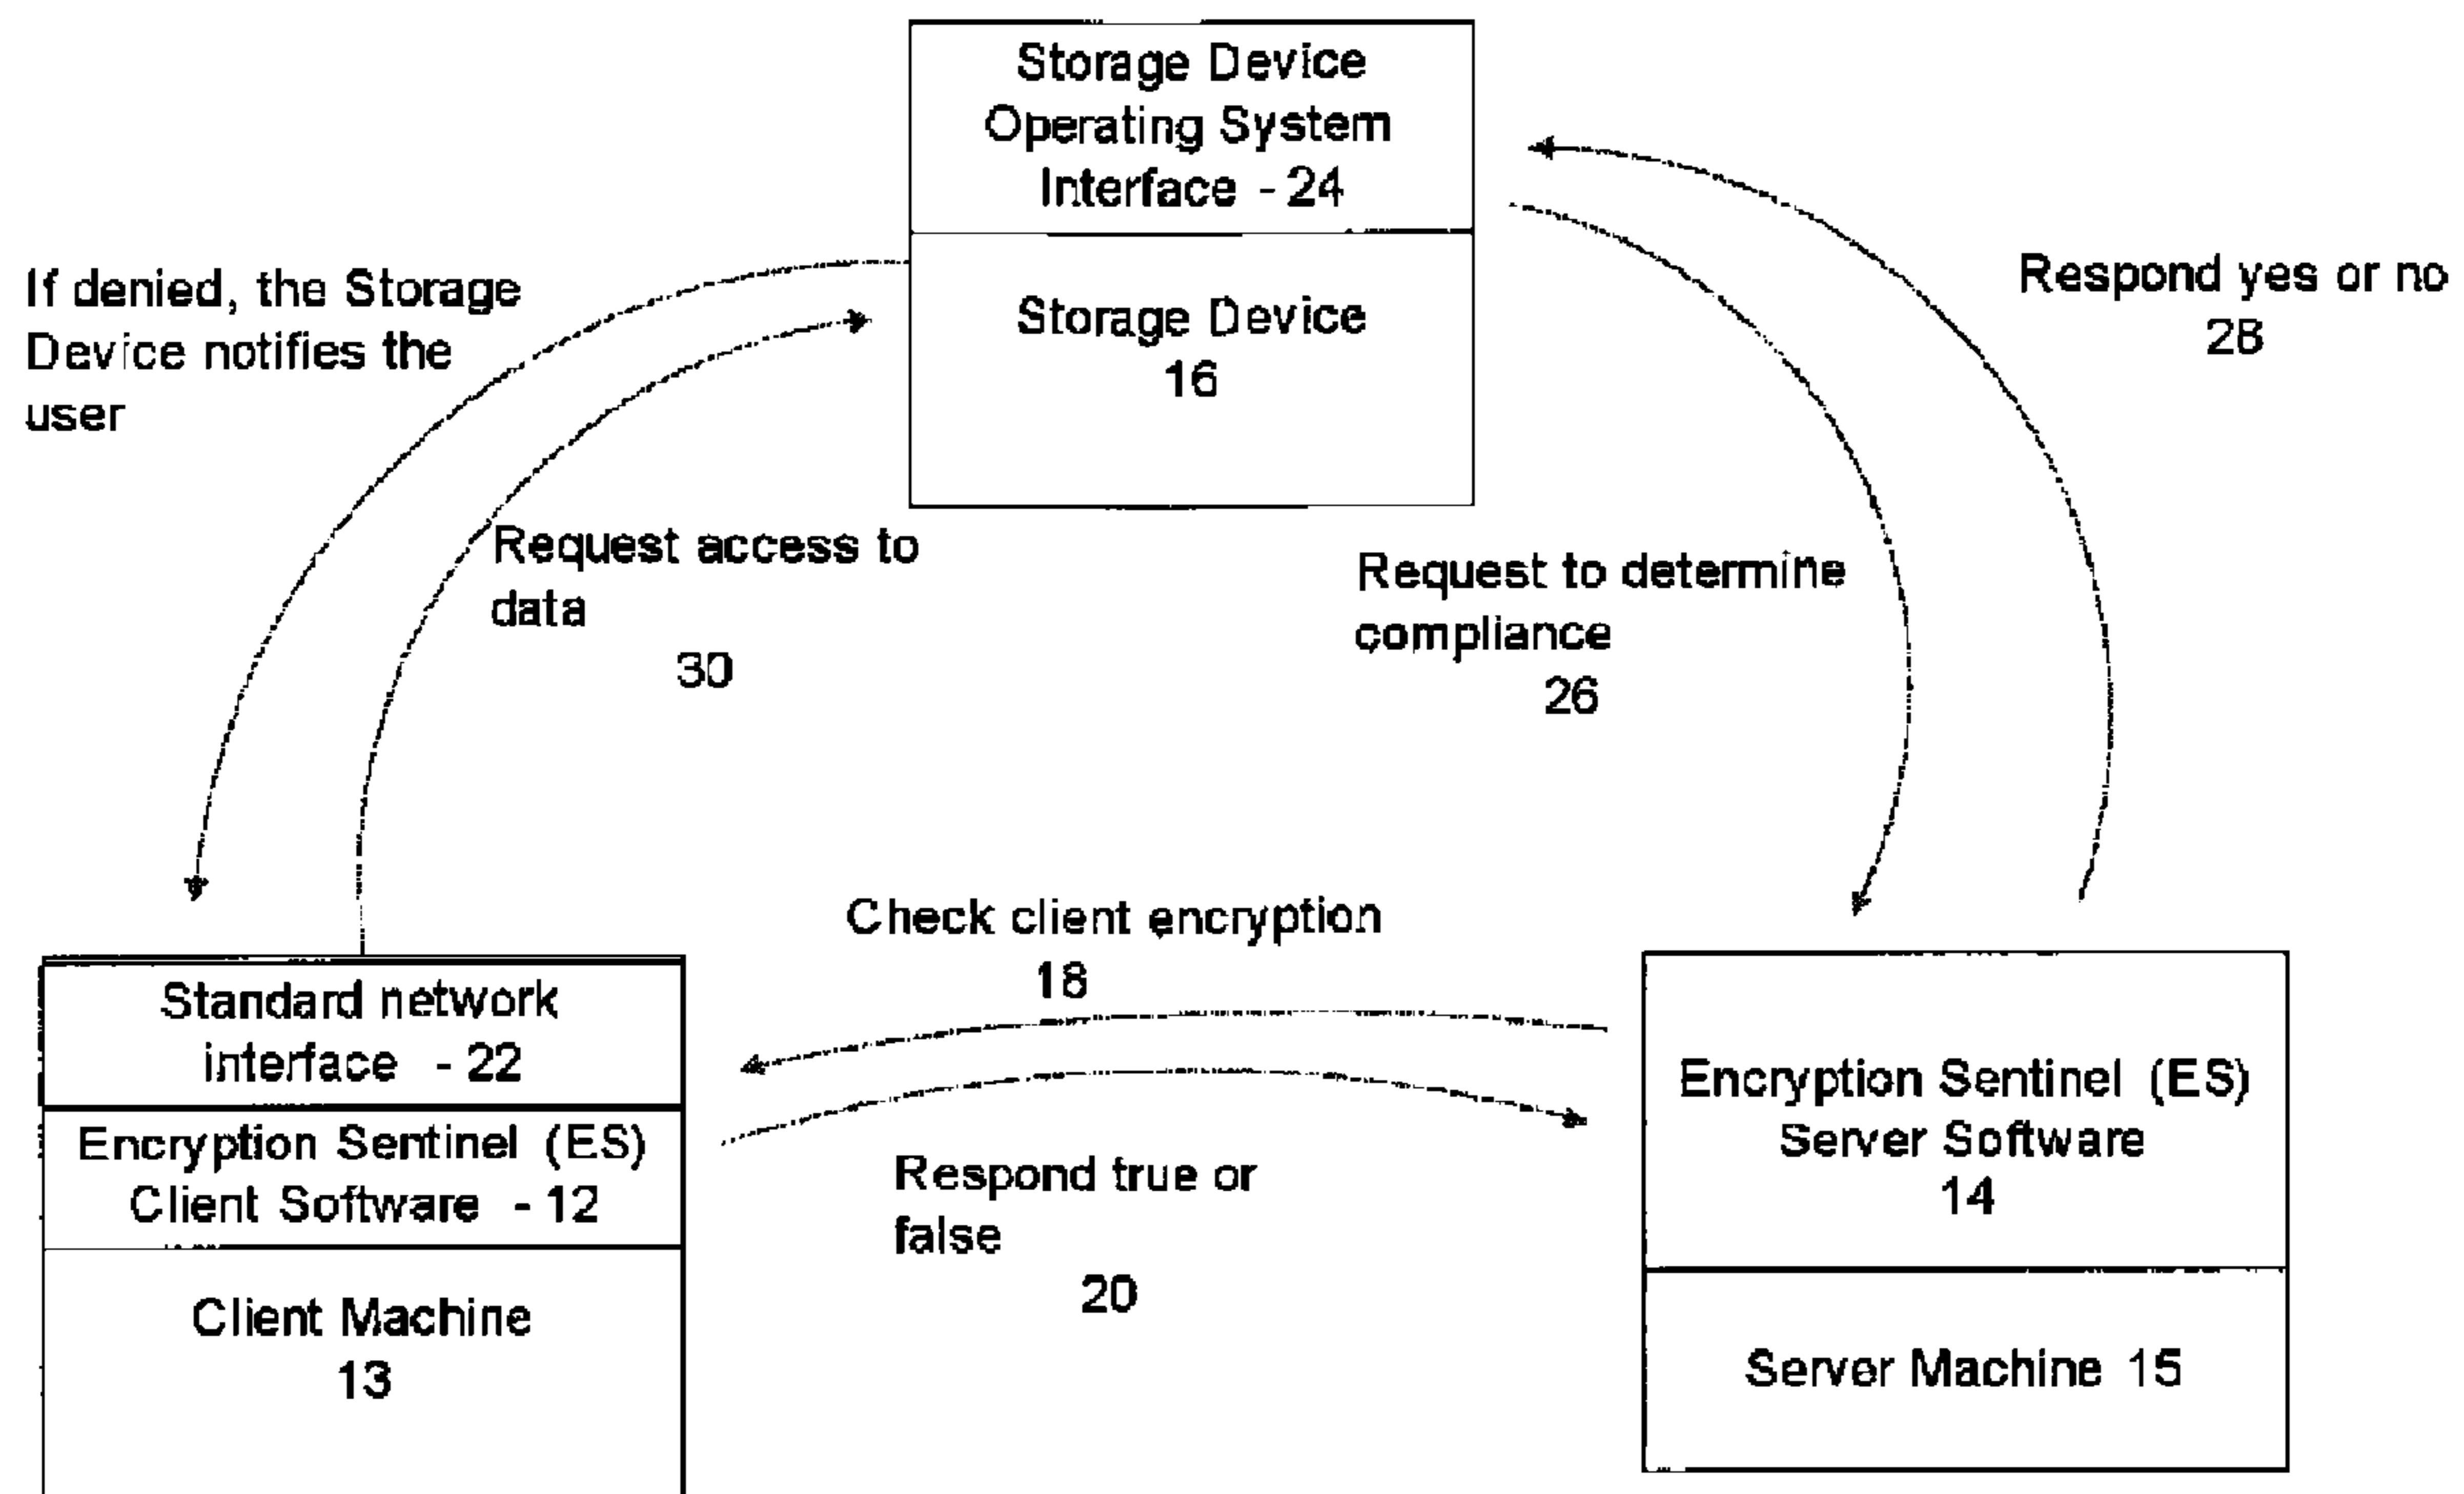 Storage Device
Operating System
Interface - 24
Storage Device
16
If denied, the Storage
Device notifies the
user
Respond yes or no
28
Request access to
data
30
Request to determine
compliance
26
Check client encryption
18
Respond true or
false
20
Standard network
interface - 22
Encryption Sentinel (ES)
Client Software - 12
Client Machine
13
Encryption Sentinel (ES)
Server Software
14
Server Machine 15